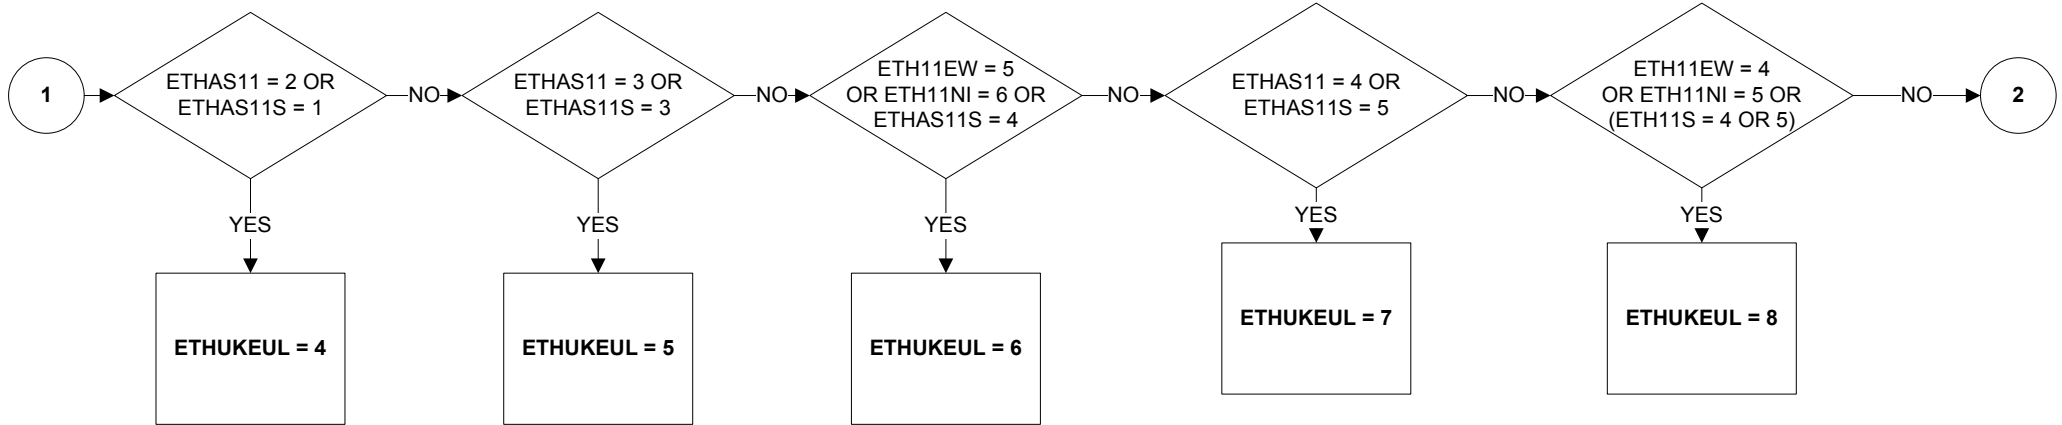 1
ETHAS11 = 2 OR
ETHAS11S = 1
NO
ETHAS11 = 3 OR
ETHAS11S = 3
NO
ETH11EW = 5
OR ETH11NI = 6 OR
ETHAS11S = 4
NO
ETHAS11 = 4 OR
ETHAS11S = 5
NO
ETH11EW = 4
OR ETH11NI = 5 OR
(ETH11S = 4 OR 5)
NO
2
YES
YES
YES
YES
YES
ETHUKEUL = 4
ETHUKEUL = 5
ETHUKEUL = 6
ETHUKEUL = 7
ETHUKEUL = 8